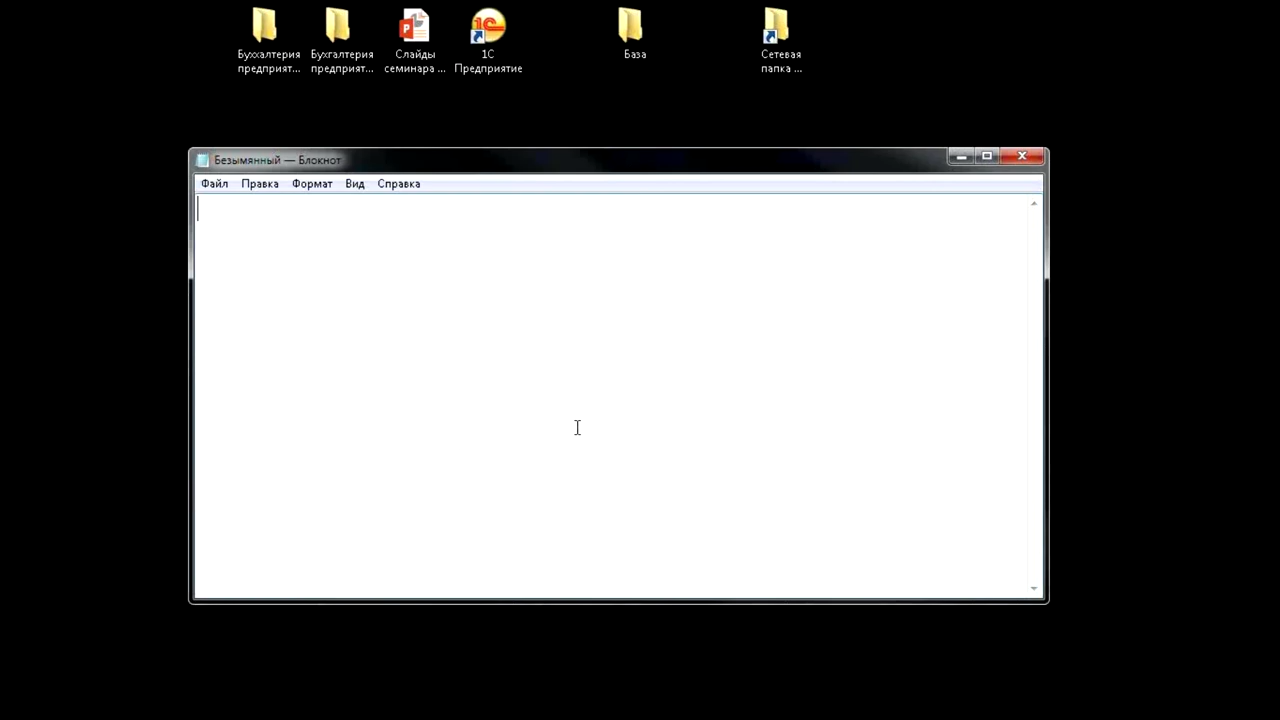 Бухгалтерия предприят...
Бухгалтерия предприят...
Слайды семинара ...
1С Предприятие
База
Сетевая папка ...
Безымянный — Блокнот
Файл Правка Формат Вид Справка